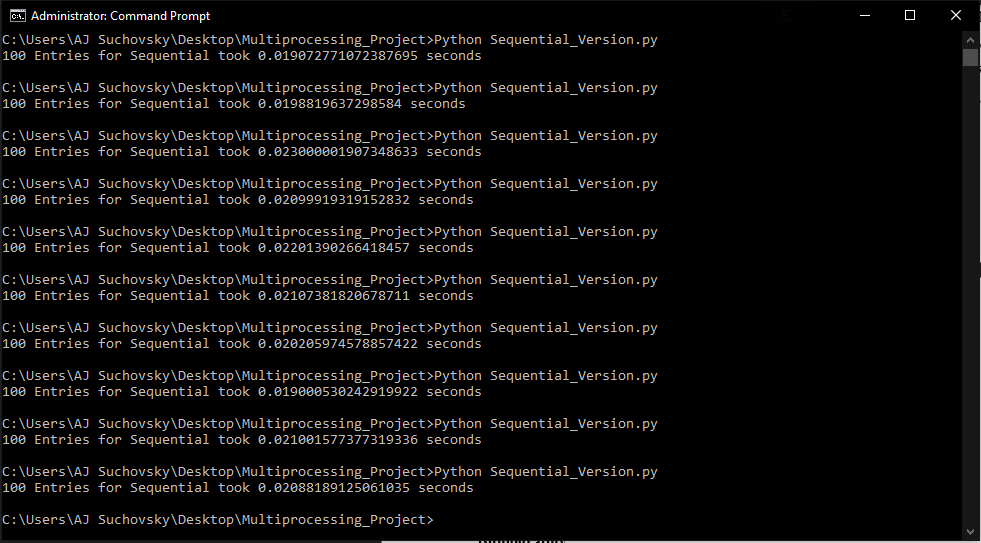 Administrator: Command Prompt
C:\Users\AJ Suchovsky\Desktop\Multiprocessing_Project>Python Sequential_Version.py
100 Entries for Sequential took 0.019072771072387695 seconds
C:\Users\AJ Suchovsky\Desktop\Multiprocessing_Project>Python Sequential_Version.py
100 Entries for Sequential took 0.0198819637298584 seconds
C:\Users\AJ Suchovsky\Desktop\Multiprocessing_Project>Python Sequential_Version.py
100 Entries for Sequential took 0.023000001907348633 seconds
C:\Users\AJ Suchovsky\Desktop\Multiprocessing_Project>Python Sequential_Version.py
100 Entries for Sequential took 0.02099919319152832 seconds
C:\Users\AJ Suchovsky\Desktop\Multiprocessing_Project>Python Sequential_Version.py
100 Entries for Sequential took 0.02201390266418457 seconds
C:\Users\AJ Suchovsky\Desktop\Multiprocessing_Project>Python Sequential_Version.py
100 Entries for Sequential took 0.02107381820678711 seconds
C:\Users\AJ Suchovsky\Desktop\Multiprocessing_Project>Python Sequential_Version.py
100 Entries for Sequential took 0.020205974578857422 seconds
C:\Users\AJ Suchovsky\Desktop\Multiprocessing_Project>Python Sequential_Version.py
100 Entries for Sequential took 0.019000530242919922 seconds
C:\Users\AJ Suchovsky\Desktop\Multiprocessing_Project>Python Sequential_Version.py
100 Entries for Sequential took 0.021001577377319336 seconds
C:\Users\AJ Suchovsky\Desktop\Multiprocessing_Project>Python Sequential_Version.py
100 Entries for Sequential took 0.02088189125061035 seconds
C:\Users\AJ Suchovsky\Desktop\Multiprocessing_Project>